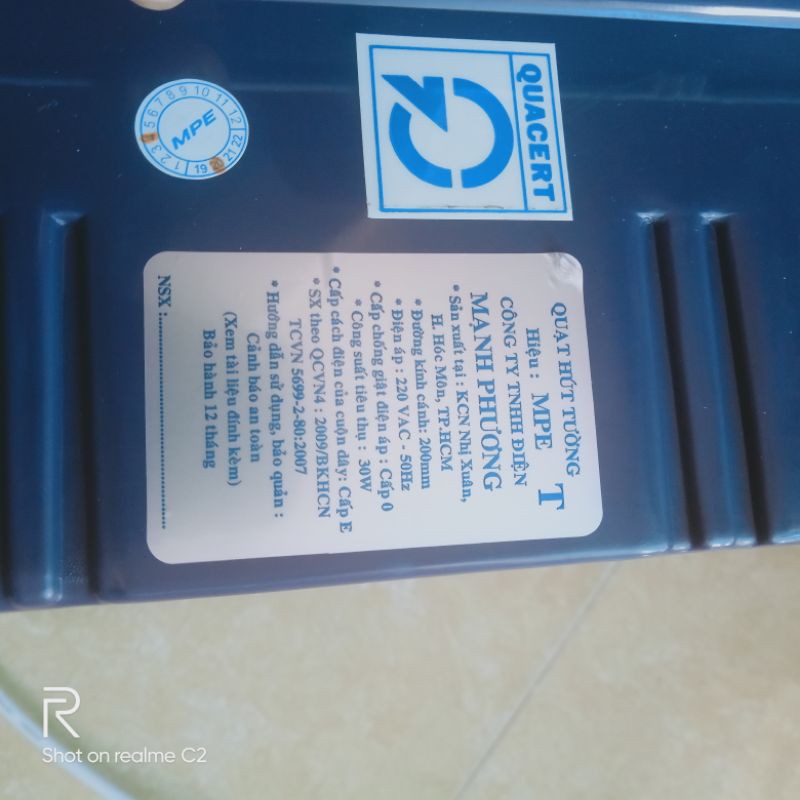 QUACERT
1 2 3 4 5 6 7 8 9 10 11 12
MPE
19 20 21 22
QUẠT HÚT TƯỜNG
Hiệu : MPE T
CÔNG TY TNHH ĐIỆN
MẠNH PHƯƠNG
* Sản xuất tại : KCN Nhị Xuân,
H. Hóc Môn, TP.HCM
* Đường kính cánh: 200mm
* Điện áp : 220 VAC - 50Hz
* Cấp chống giật điện áp : Cấp 0
* Công suất tiêu thụ : 30W
* Cấp cách điện của cuộn dây: Cấp E
* SX theo QCVN4 : 2009/BKHCN
TCVN 5699-2-80:2007
* Hướng dẫn sử dụng, bảo quản :
Cảnh báo an toàn
(Xem tài liệu đính kèm)
Bảo hành 12 tháng
NSX :........................................
R
Shot on realme C2